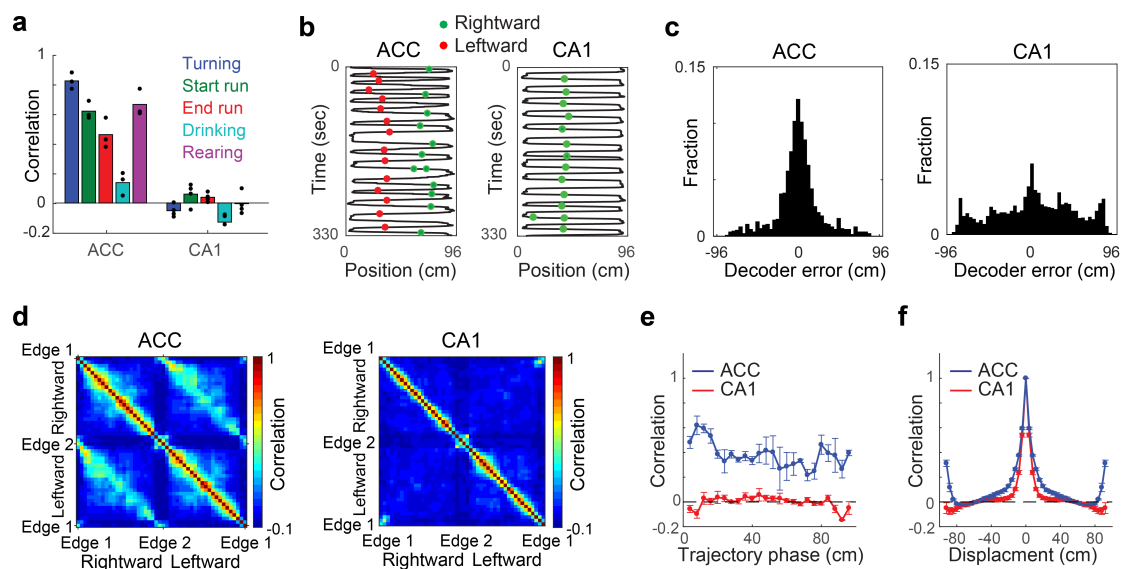 a
1
0
-0.2
Correlation
Turning
Start run
End run
Drinking
Rearing
ACC
CA1
b
Rightward
Leftward
ACC
CA1
0
330
Time (sec)
0
96
Position (cm)
0
330
Time (sec)
0
96
Position (cm)
c
ACC
0.15
0
Fraction
-96
0
96
Decoder error (cm)
CA1
0.15
0
Fraction
-96
0
96
Decoder error (cm)
d
ACC
Edge 1
Rightward
Edge 2
Leftward
Edge 1
Edge 1 Edge 2 Edge 1
Rightward Leftward
1
-0.1
Correlation
CA1
Edge 1
Rightward
Edge 2
Leftward
Edge 1
Edge 1 Edge 2 Edge 1
Rightward Leftward
1
-0.1
Correlation
e
ACC
CA1
1
0
-0.2
Correlation
0 40 80
Trajectory phase (cm)
f
ACC
CA1
1
0
-0.2
Correlation
-80 -40 0 40 80
Displacment (cm)